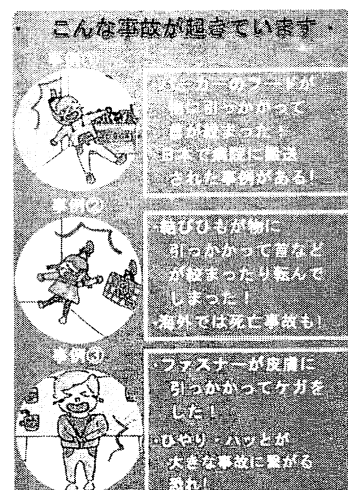 ・こんな事故が起きています・
事例①
・パーカーのフードが
物に引っかかって
首が絞まった！
・日本で病院に搬送
された事例がある!
事例②
・結びひもが物に
引っかかって首など
が絞まったり転んで
しまった！
・海外では死亡事故も!
事例③
・ファスナーが皮膚に
引っかかってケガを
した！
・ひやり・ハッとが
大きな事故に繋がる
恐れ!